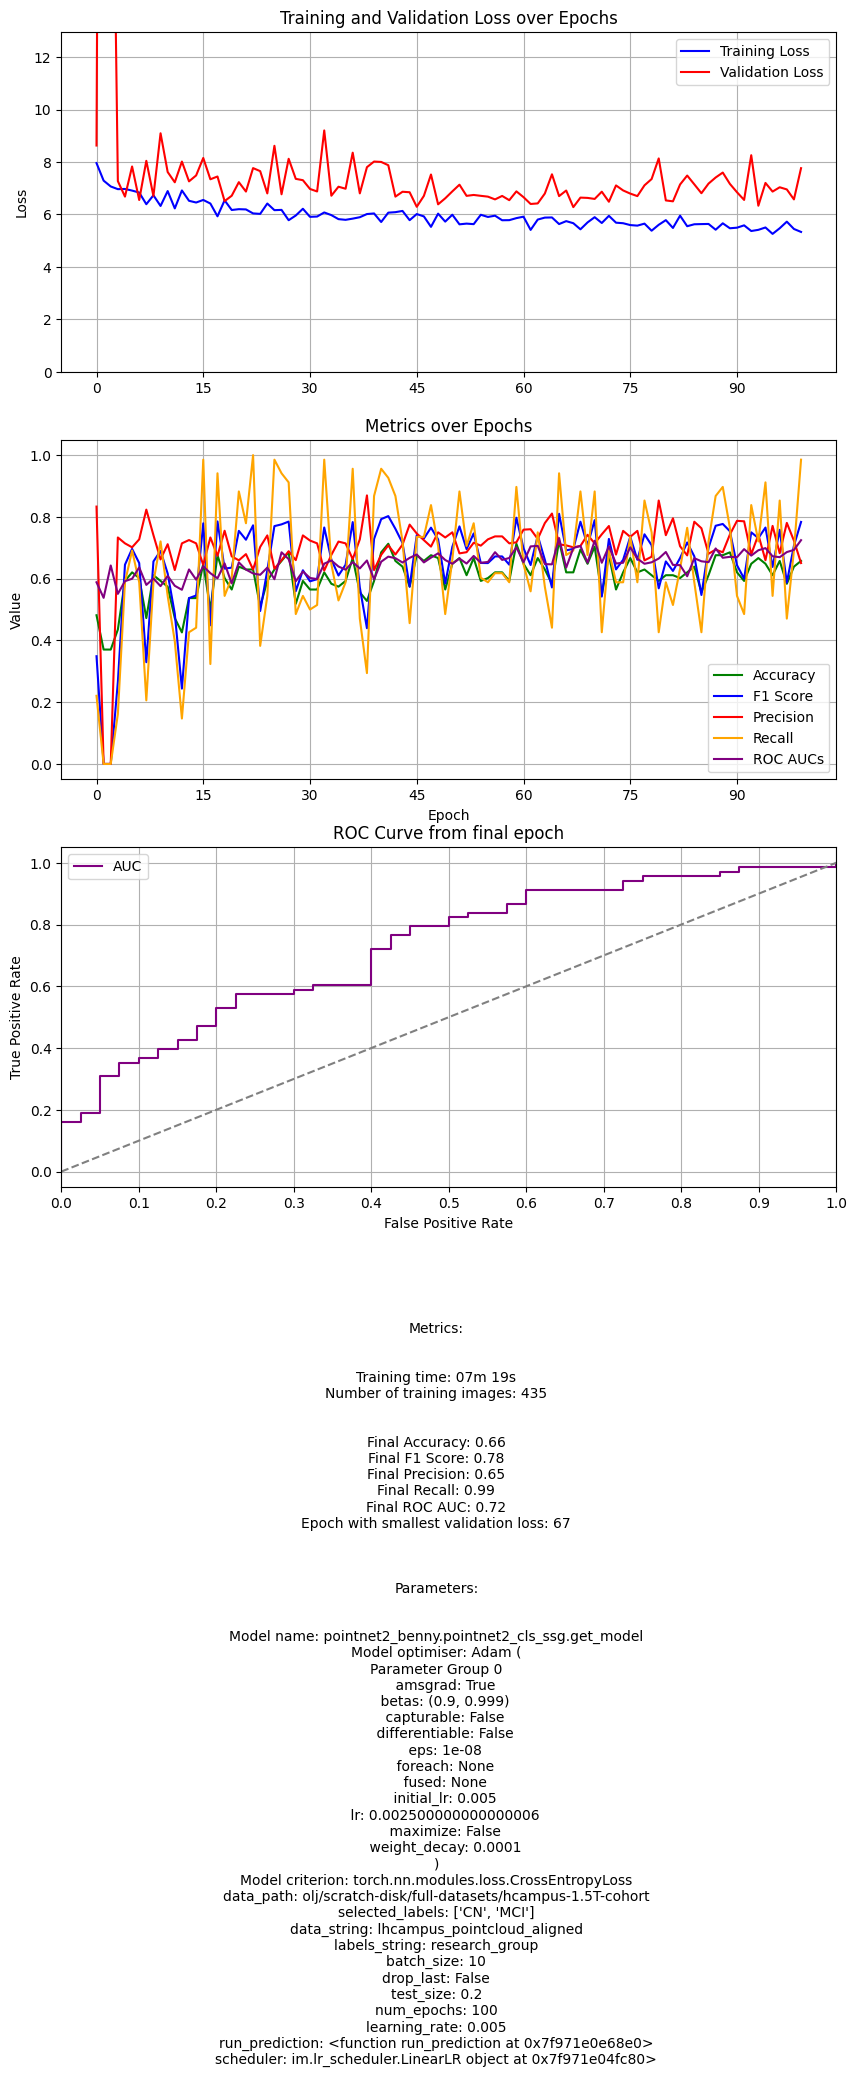 Training and Validation Loss over Epochs
Training Loss
Validation Loss
Loss
12
10
8
6
4
2
0
0 15 30 45 60 75 90
Metrics over Epochs
Value
1.0
0.8
0.6
0.4
0.2
0.0
Accuracy
F1 Score
Precision
Recall
ROC AUCs
0 15 30 45 60 75 90
Epoch
ROC Curve from final epoch
AUC
True Positive Rate
1.0
0.8
0.6
0.4
0.2
0.0
0.0 0.1 0.2 0.3 0.4 0.5 0.6 0.7 0.8 0.9 1.0
False Positive Rate
Metrics:
Training time: 07m 19s
Number of training images: 435
Final Accuracy: 0.66
Final F1 Score: 0.78
Final Precision: 0.65
Final Recall: 0.99
Final ROC AUC: 0.72
Epoch with smallest validation loss: 67
Parameters:
Model name: pointnet2_benny.pointnet2_cls_ssg.get_model
Model optimiser: Adam (
Parameter Group 0
amsgrad: True
betas: (0.9, 0.999)
capturable: False
differentiable: False
eps: 1e-08
foreach: None
fused: None
initial_lr: 0.005
lr: 0.002500000000000006
maximize: False
weight_decay: 0.0001
)
Model criterion: torch.nn.modules.loss.CrossEntropyLoss
data_path: olj/scratch-disk/full-datasets/hcampus-1.5T-cohort
selected_labels: ['CN', 'MCI']
data_string: lhcampus_pointcloud_aligned
labels_string: research_group
batch_size: 10
drop_last: False
test_size: 0.2
num_epochs: 100
learning_rate: 0.005
run_prediction: <function run_prediction at 0x7f971e0e68e0>
scheduler: im.lr_scheduler.LinearLR object at 0x7f971e04fc80>